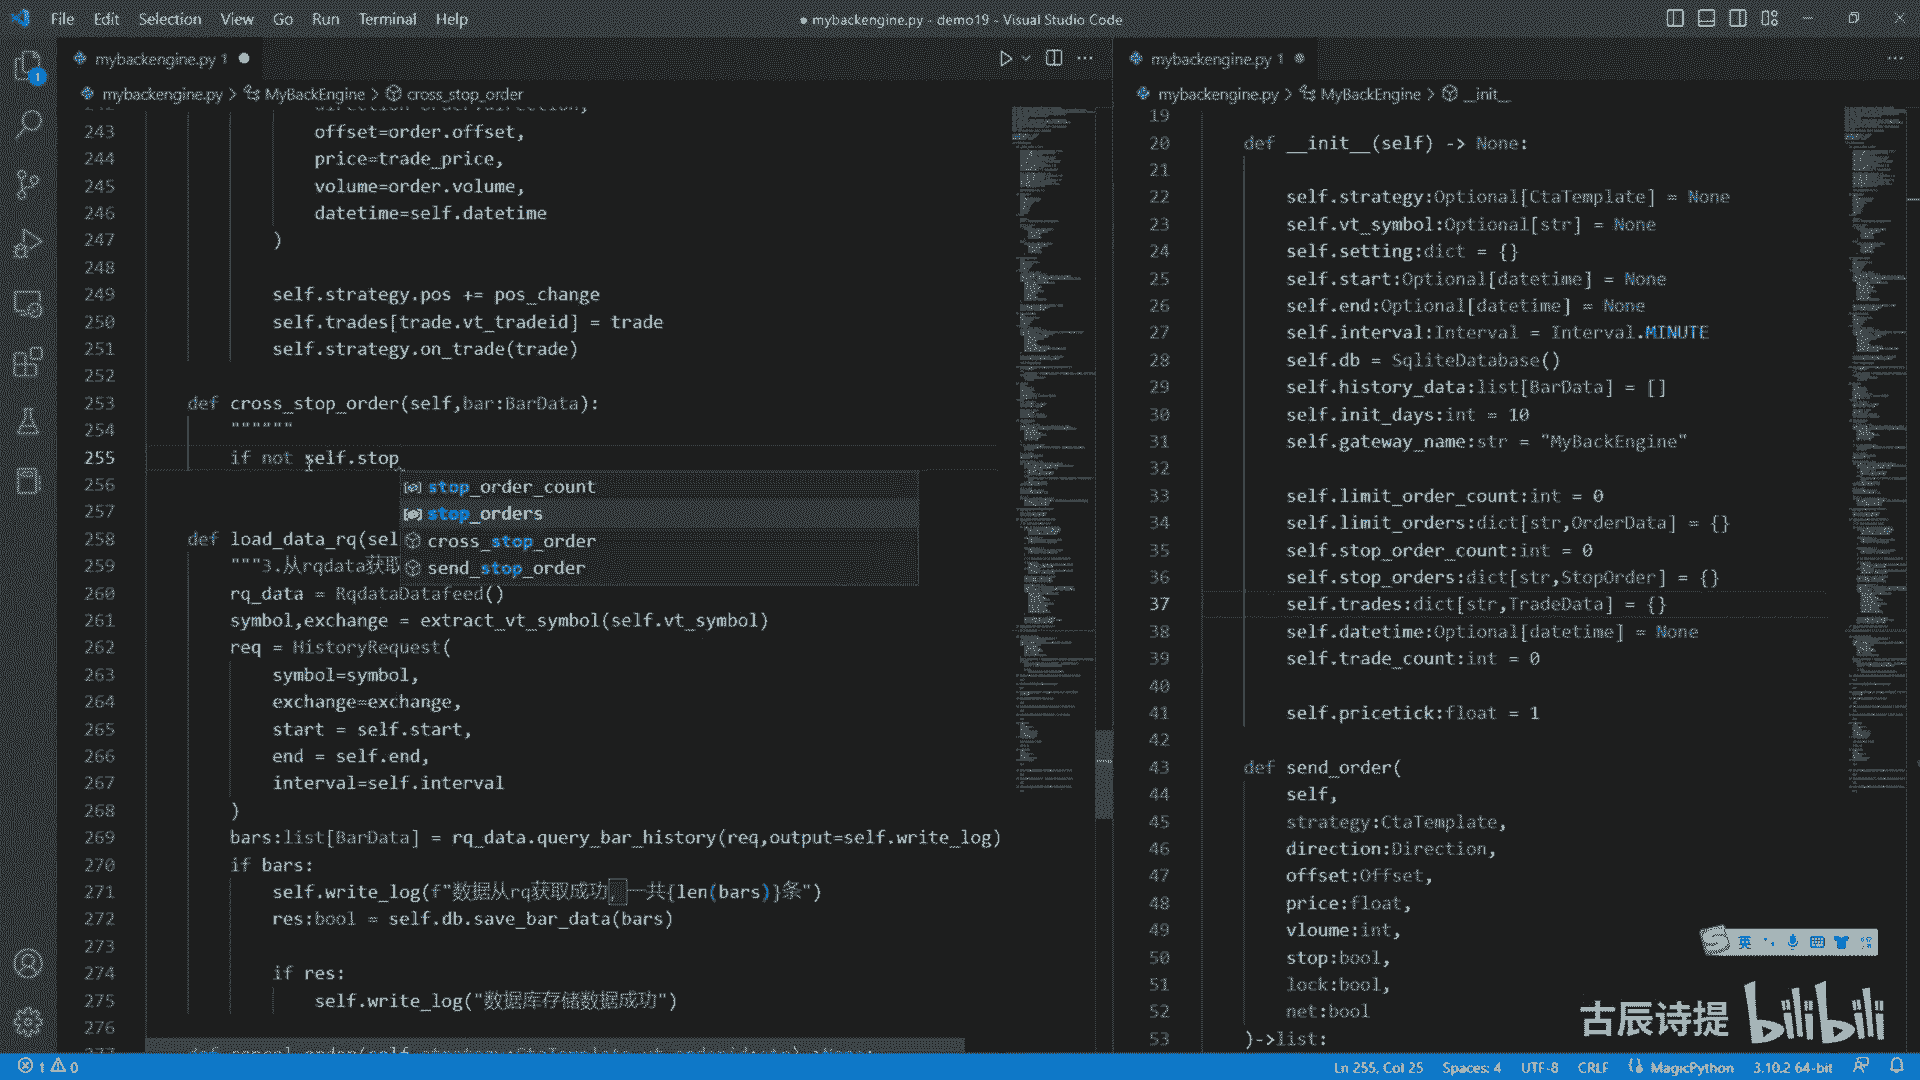 File Edit Selection View Go Run Terminal Help
● mybackengine.py - demo19 - Visual Studio Code
mybackengine.py 1 ●
mybackengine.py > MyBackEngine > cross_stop_order
243 offset=order.offset,
244 price=trade_price,
245 volume=order.volume,
246 datetime=self.datetime
247 )
248
249 self.strategy.pos += pos_change
250 self.trades[trade.vt_tradeid] = trade
251 self.strategy.on_trade(trade)
252
253 def cross_stop_order(self,bar:BarData):
254 """"""
255 if not self.stop
256
257
stop_order_count
stop_orders
cross_stop_order
send_stop_order
258 def load_data_rq(sel
259 """3.从rqdata获取
260 rq_data = RqdataDatafeed()
261 symbol,exchange = extract_vt_symbol(self.vt_symbol)
262 req = HistoryRequest(
263 symbol=symbol,
264 exchange=exchange,
265 start = self.start,
266 end = self.end,
267 interval=self.interval
268 )
269 bars:list[BarData] = rq_data.query_bar_history(req,output=self.write_log)
270 if bars:
271 self.write_log(f"数据从rq获取成功，一共{len(bars)}条")
272 res:bool = self.db.save_bar_data(bars)
273
274 if res:
275 self.write_log("数据库存储数据成功")
276
mybackengine.py 1 ●
mybackengine.py > MyBackEngine > __init__
19
20 def __init__(self) -> None:
21
22 self.strategy:Optional[CtaTemplate] = None
23 self.vt_symbol:Optional[str] = None
24 self.setting:dict = {}
25 self.start:Optional[datetime] = None
26 self.end:Optional[datetime] = None
27 self.interval:Interval = Interval.MINUTE
28 self.db = SqliteDatabase()
29 self.history_data:list[BarData] = []
30 self.init_days:int = 10
31 self.gateway_name:str = "MyBackEngine"
32
33 self.limit_order_count:int = 0
34 self.limit_orders:dict[str,OrderData] = {}
35 self.stop_order_count:int = 0
36 self.stop_orders:dict[str,StopOrder] = {}
37 self.trades:dict[str,TradeData] = {}
38 self.datetime:Optional[datetime] = None
39 self.trade_count:int = 0
40
41 self.pricetick:float = 1
42
43 def send_order(
44 self,
45 strategy:CtaTemplate,
46 direction:Direction,
47 offset:Offset,
48 price:float,
49 vloume:int,
50 stop:bool,
51 lock:bool,
52 net:bool
53 )->list:
英
古辰诗提 bilibili
1 0
Ln 255, Col 25 Spaces: 4 UTF-8 CRLF MagicPython 3.10.2 64-bit